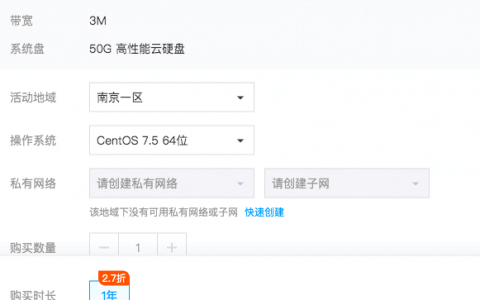 带宽 3M
系统盘 50G 高性能云硬盘
活动地域 南京一区
操作系统 CentOS 7.5 64位
私有网络 请创建私有网络 请创建子网
该地域下没有可用私有网络或子网 快速创建
购买数量 1
2.7折
购买时长 1年